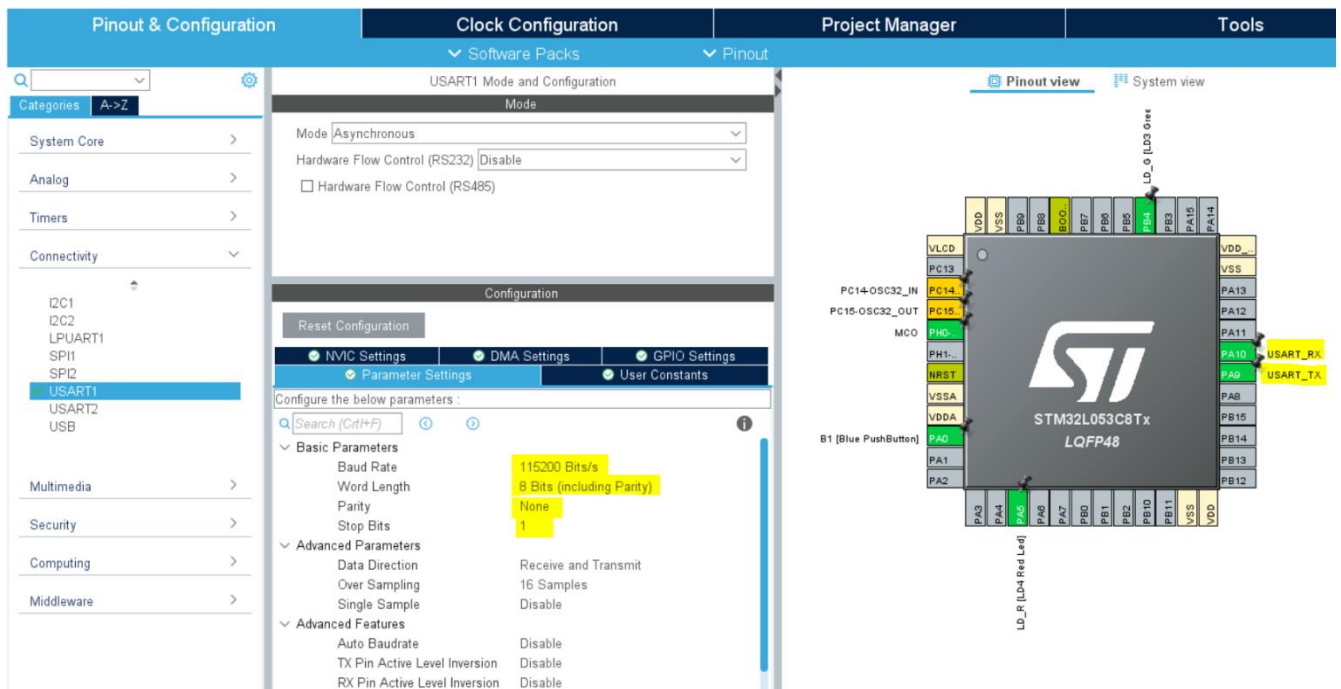 Pinout & Configuration
Clock Configuration
Project Manager
Tools
Software Packs
Pinout
Categories
A->Z
System Core
Analog
Timers
Connectivity
I2C1
I2C2
LPUART1
SPI1
SPI2
USART1
USART2
USB
Multimedia
Security
Computing
Middleware
USART1 Mode and Configuration
Mode
Mode Asynchronous
Hardware Flow Control (RS232) Disable
Hardware Flow Control (RS485)
Configuration
Reset Configuration
NVIC Settings
DMA Settings
GPIO Settings
Parameter Settings
User Constants
Configure the below parameters :
Search (Crtl+F)
Basic Parameters
Baud Rate 115200 Bits/s
Word Length 8 Bits (including Parity)
Parity None
Stop Bits 1
Advanced Parameters
Data Direction Receive and Transmit
Over Sampling 16 Samples
Single Sample Disable
Advanced Features
Auto Baudrate Disable
TX Pin Active Level Inversion Disable
RX Pin Active Level Inversion Disable
Pinout view
System view
LD_G [LD3 Gree
VDD
VSS
PB9
PB8
BOO..
PB7
PB6
PB5
PB4
PB3
PA15
PA14
VLCD
PC13
PC14-OSC32_IN PC14..
PC15-OSC32_OUT PC15..
MCO PH0-..
PH1-..
NRST
VSSA
VDDA
B1 [Blue PushButton] PA0
PA1
PA2
STM32L053C8Tx
LQFP48
VDD_..
VSS
PA13
PA12
PA11
PA10 USART_RX
PA9 USART_TX
PA8
PB15
PB14
PB13
PB12
PA3
PA4
PA5
PA6
PA7
PB0
PB1
PB2
PB10
PB11
VSS
VDD
LD_R [LD4 Red Led]